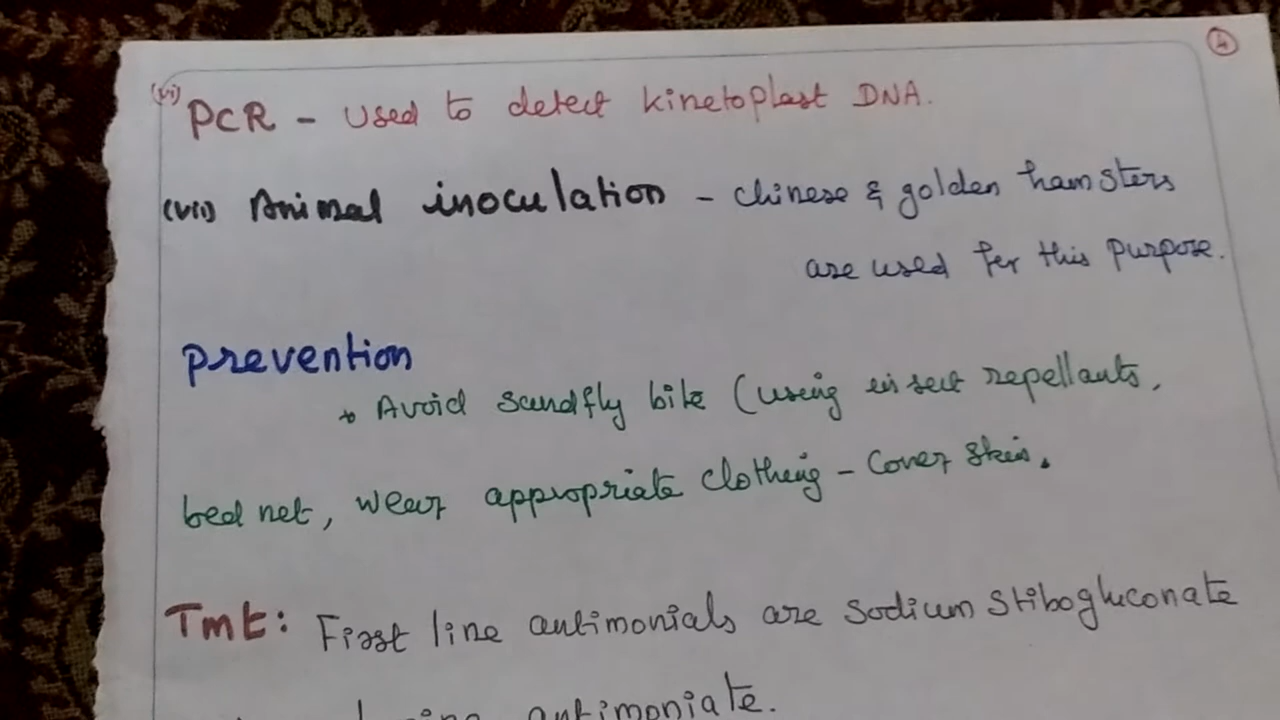 4
(vi) PCR - Used to detect kinetoplast DNA.
(vii) Animal inoculation - Chinese & golden hamsters
are used for this purpose.
Prevention
Avoid sandfly bite (using insect repellants,
bed net, wear appropriate clothing - Cover skin.
Tmt: First line antimonials are sodium stibogluconate
antimoniate.